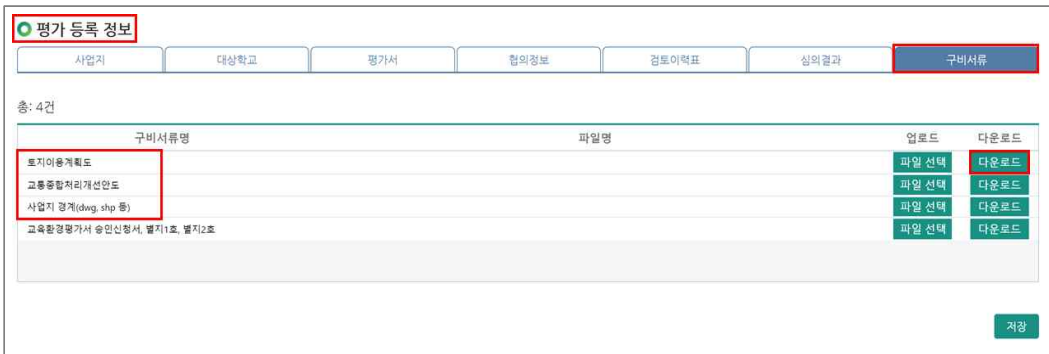 평가 등록 정보
사업지 대상학교 평가서 협의정보 검토이력표 심의결과 구비서류
총: 4건
구비서류명 파일명 업로드 다운로드
토지이용계획도 파일 선택 다운로드
교통종합처리개선안도 파일 선택 다운로드
사업지 경계(dwg, shp 등) 파일 선택 다운로드
교육환경평가서 승인신청서, 별지1호, 별지2호 파일 선택 다운로드
저장